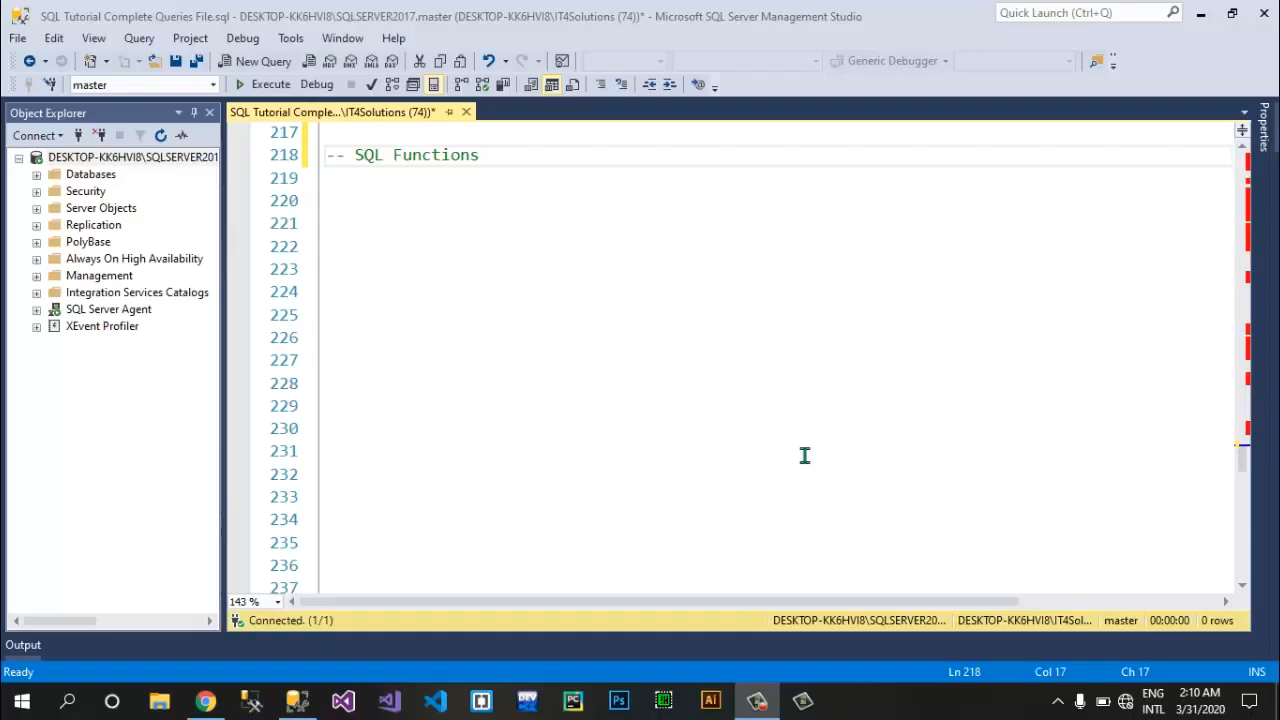 SQL Tutorial Complete Queries File.sql - DESKTOP-KK6HVI8\SQLSERVER2017.master (DESKTOP-KK6HVI8\IT4Solutions (74))* - Microsoft SQL Server Management Studio
Quick Launch (Ctrl+Q)
File Edit View Query Project Debug Tools Window Help
New Query
Generic Debugger
master
Execute Debug
Object Explorer
SQL Tutorial Comple...\IT4Solutions (74))*
Properties
Connect
DESKTOP-KK6HVI8\SQLSERVER201
Databases
Security
Server Objects
Replication
PolyBase
Always On High Availability
Management
Integration Services Catalogs
SQL Server Agent
XEvent Profiler
217
218 -- SQL Functions
219
220
221
222
223
224
225
226
227
228
229
230
231
232
233
234
235
236
237
143 %
Connected. (1/1) DESKTOP-KK6HVI8\SQLSERVER20... DESKTOP-KK6HVI8\IT4Sol... master 00:00:00 0 rows
Output
Ready Ln 218 Col 17 Ch 17 INS
ENG
INTL
2:10 AM
3/31/2020